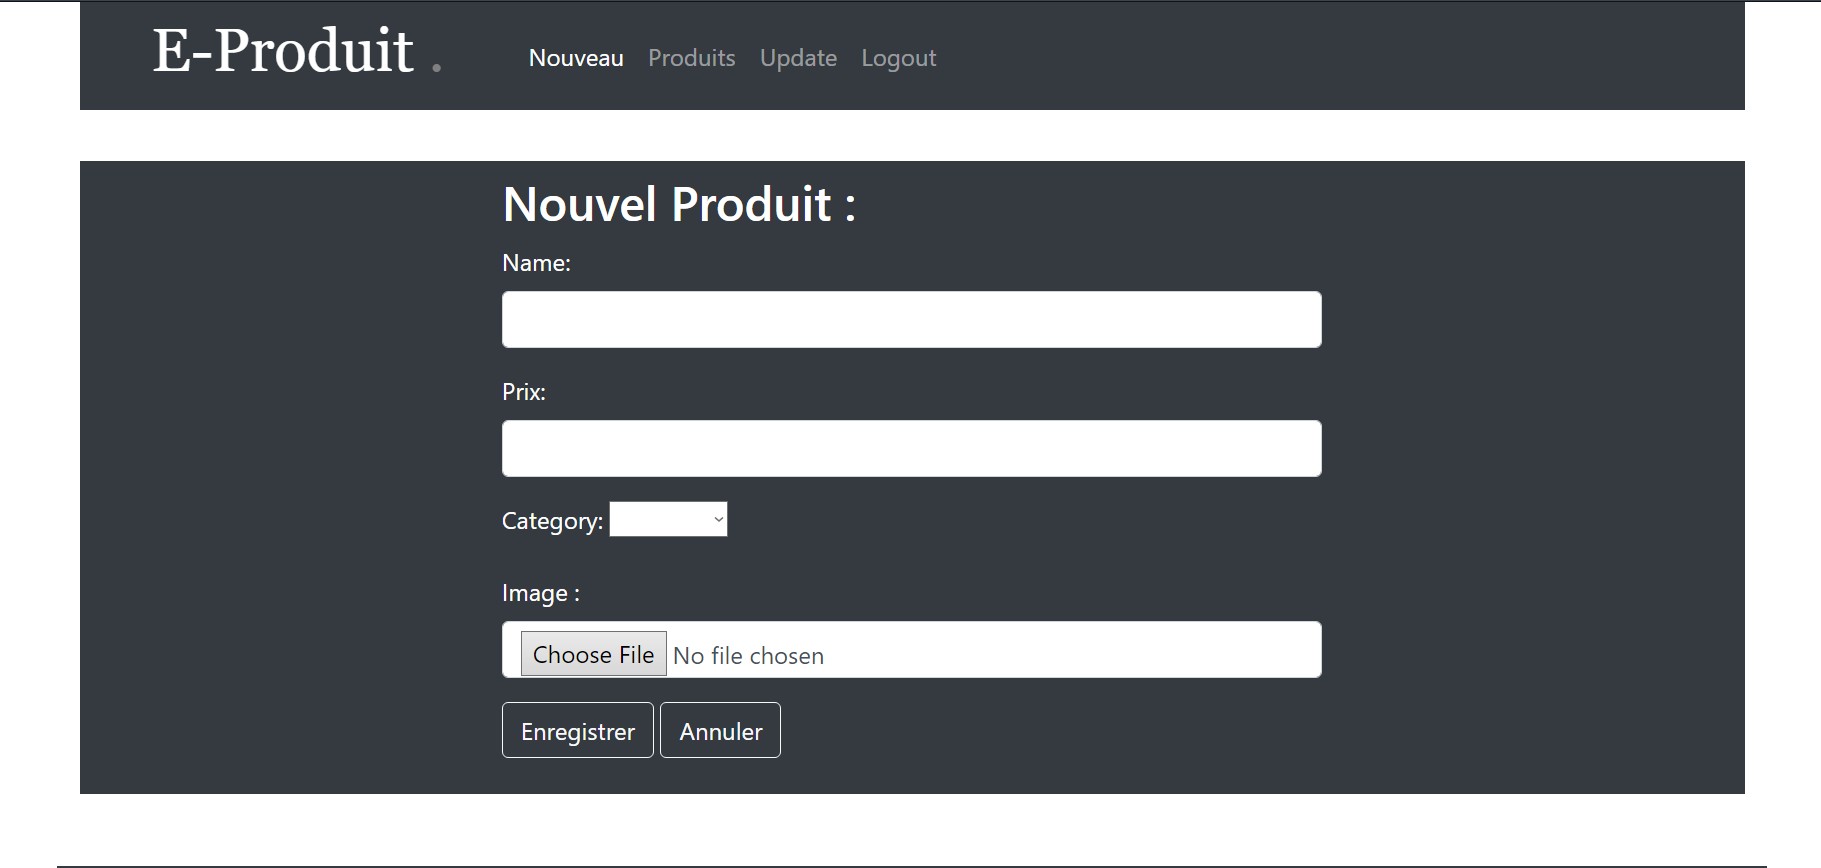 E-Produit .
Nouveau Produits Update Logout
Nouvel Produit :
Name:
Prix:
Category:
Image :
Choose File No file chosen
Enregistrer Annuler